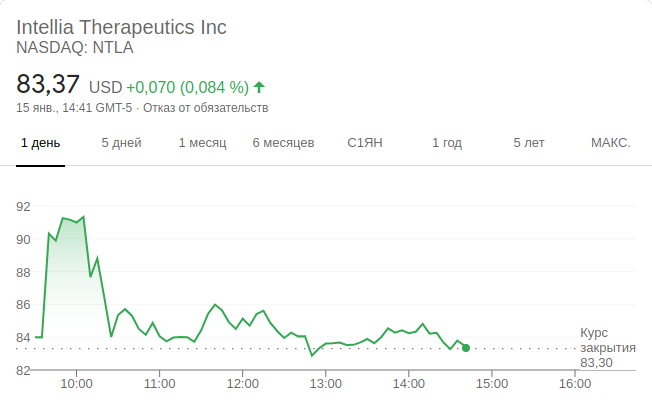 Intellia Therapeutics Inc
NASDAQ: NTLA
83,37 USD +0,070 (0,084 %)
15 янв., 14:41 GMT-5 · Отказ от обязательств
1 день 5 дней 1 месяц 6 месяцев С1ЯН 1 год 5 лет МАКС.
92
90
88
86
84
82
Курс
закрытия
83,30
10:00 11:00 12:00 13:00 14:00 15:00 16:00